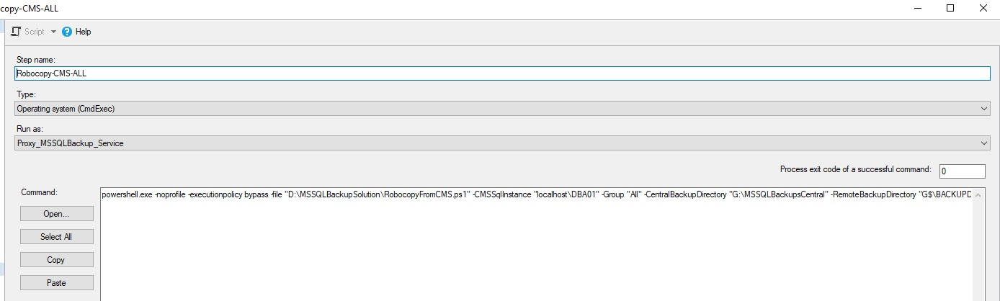 copy-CMS-ALL
Script Help
Step name:
Robocopy-CMS-ALL
Type:
Operating system (CmdExec)
Run as:
Proxy_MSSQLBackup_Service
Process exit code of a successful command: 0
Command:
powershell.exe -noprofile -executionpolicy bypass -file "D:\MSSQLBackupSolution\RobocopyFromCMS.ps1" -CMSSqlInstance "localhost\DBA01" -Group "All" -CentralBackupDirectory "G:\MSSQLBackupsCentral" -RemoteBackupDirectory "G$\BACKUPD
Open...
Select All
Copy
Paste